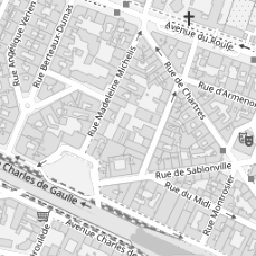 Rue Angélique Vérien
Rue Berteaux-Dumas
Rue Madeleine Michelis
Avenue du Roule
Rue de Chartres
Rue d'Armenon
Rue de Sablonville
Rue du Midi
Rue Montrosier
Charles de Gaulle
Avenue Charles de